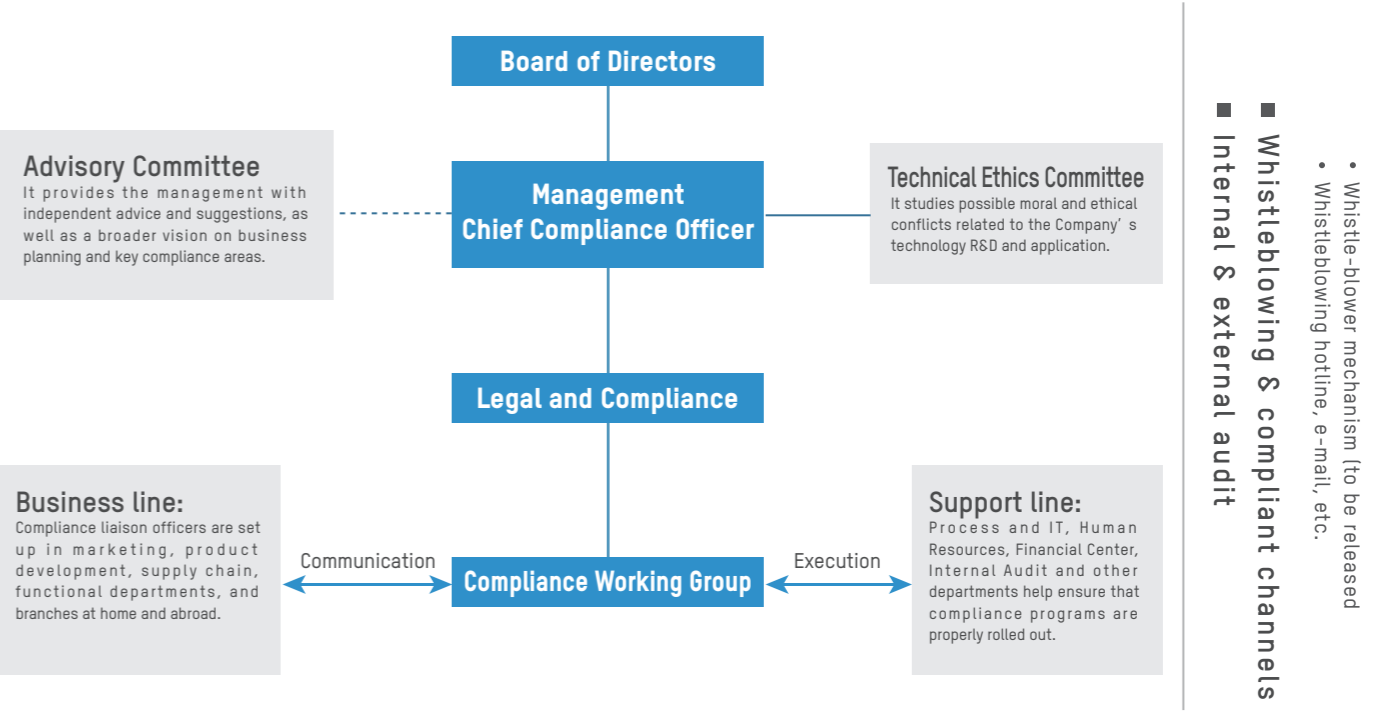 Board of Directors
Advisory Committee
It provides the management with
independent advice and suggestions, as
well as a broader vision on business
planning and key compliance areas.
Management
Chief Compliance Officer
Technical Ethics Committee
It studies possible moral and ethical
conflicts related to the Company’ s
technology R&D and application.
Legal and Compliance
Business line:
Compliance liaison officers are set
up in marketing, product
development, supply chain,
functional departments, and
branches at home and abroad.
Communication
Compliance Working Group
Execution
Support line:
Process and IT, Human
Resources, Financial Center,
Internal Audit and other
departments help ensure that
compliance programs are
properly rolled out.
• Whistle-blower mechanism (to be released
• Whistleblowing hotline, e-mail, etc.
■ Whistleblowing & compliant channels
■ Internal & external audit